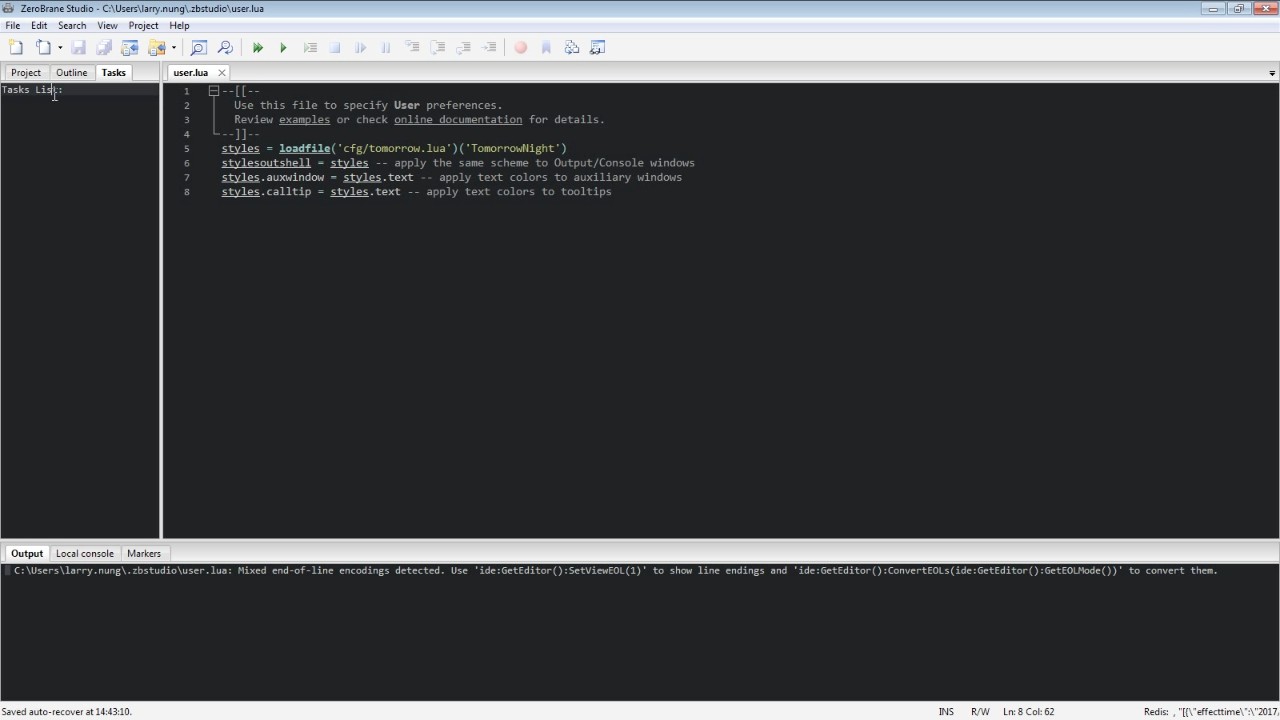 ZeroBrane Studio - C:\Users\larry.nung\.zbstudio\user.lua
File Edit Search View Project Help
Project Outline Tasks
Tasks List:
user.lua
1 --[[--
2 Use this file to specify User preferences.
3 Review examples or check online documentation for details.
4 --]]--
5 styles = loadfile('cfg/tomorrow.lua')('TomorrowNight')
6 stylesoutshell = styles -- apply the same scheme to Output/Console windows
7 styles.auxwindow = styles.text -- apply text colors to auxiliary windows
8 styles.calltip = styles.text -- apply text colors to tooltips
Output Local console Markers
C:\Users\larry.nung\.zbstudio\user.lua: Mixed end-of-line encodings detected. Use 'ide:GetEditor():SetViewEOL(1)' to show line endings and 'ide:GetEditor():ConvertEOLs(ide:GetEditor():GetEOLMode())' to convert them.
Saved auto-recover at 14:43:10. INS R/W Ln: 8 Col: 62 Redis: , "[{\"effecttime\":\"2017,